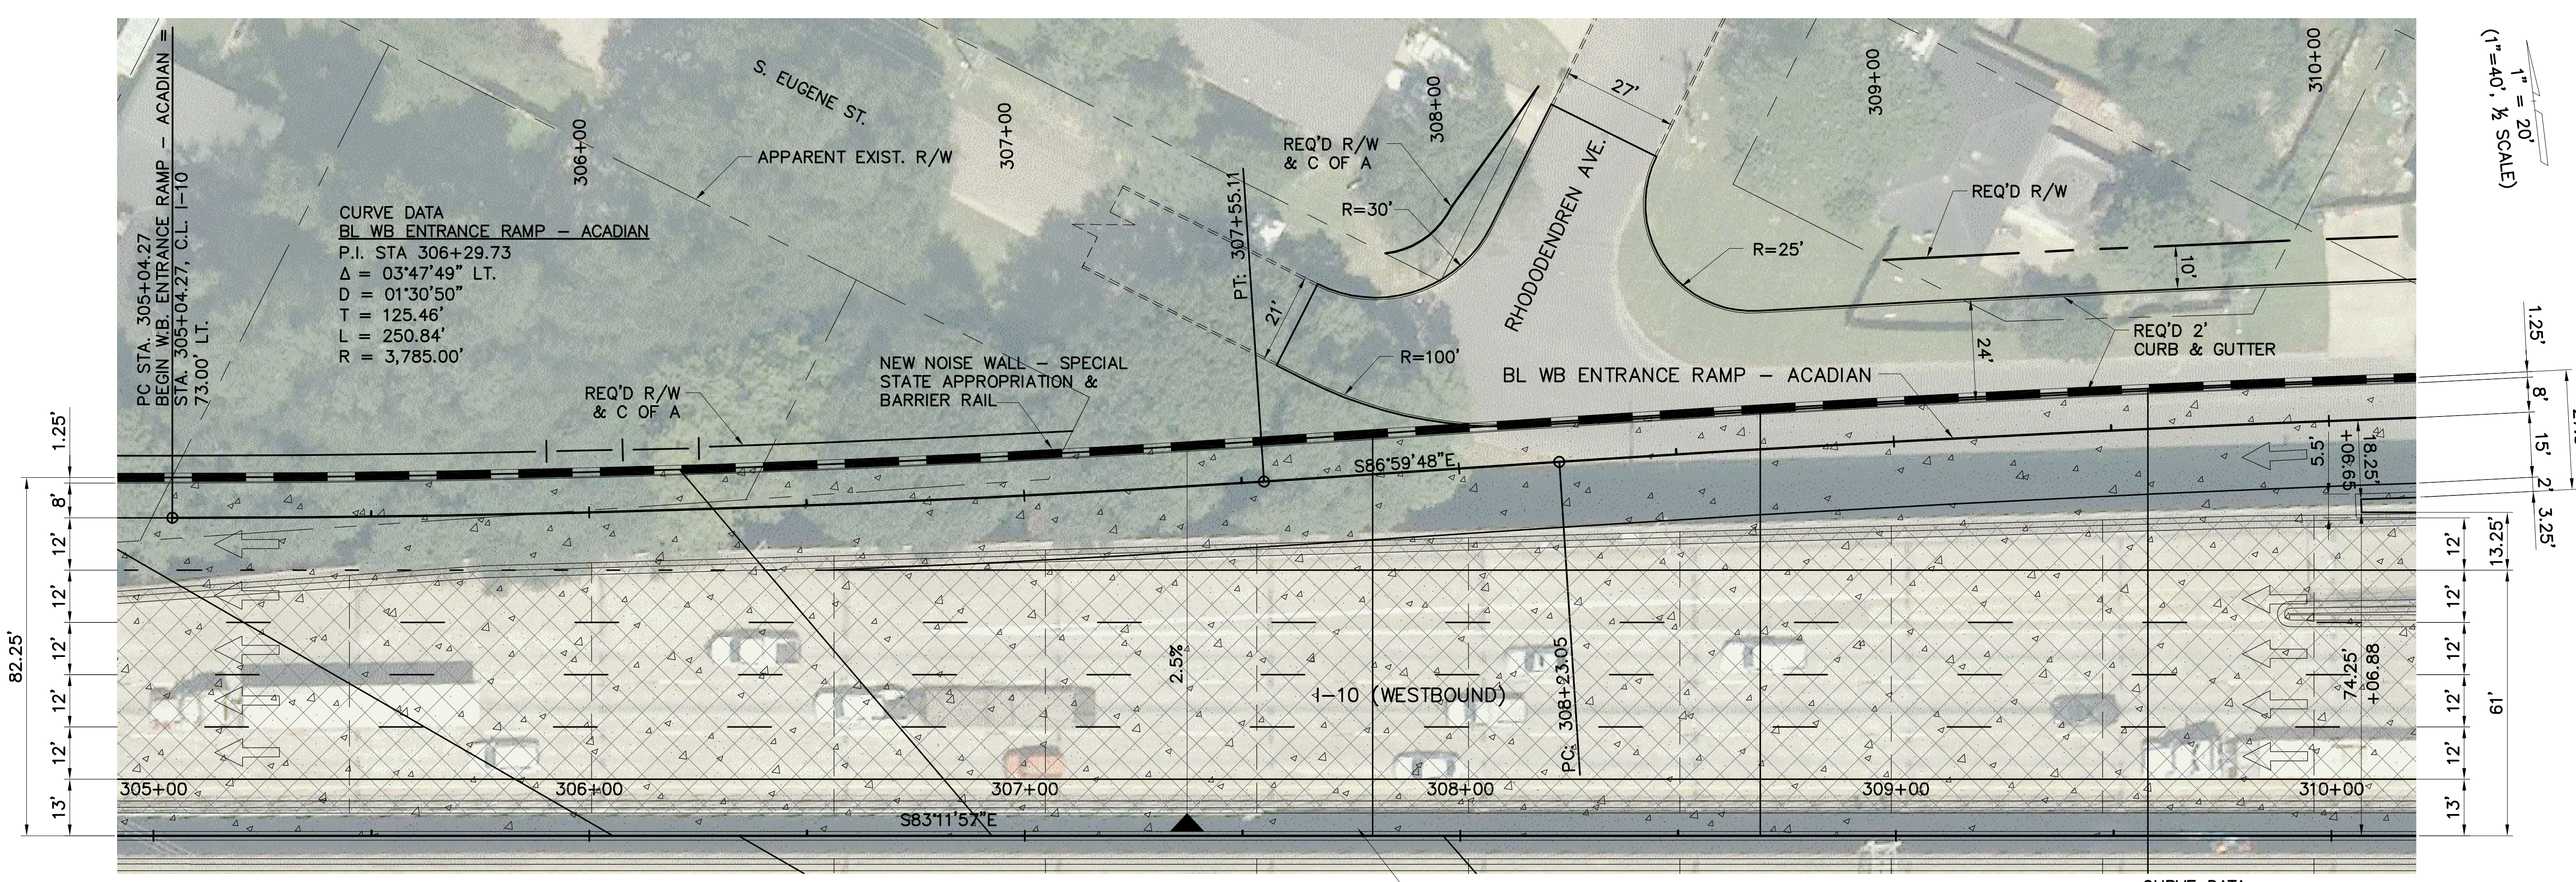 PC STA. 305+04.27
BEGIN W.B. ENTRANCE RAMP – ACADIAN =
STA. 305+04.27, C.L. I–10
73.00' LT.
CURVE DATA
BL WB ENTRANCE RAMP – ACADIAN
P.I. STA 306+29.73
Δ = 03°47'49" LT.
D = 01°30'50"
T = 125.46'
L = 250.84'
R = 3,785.00'
306+00
S. EUGENE ST.
APPARENT EXIST. R/W
307+00
REQ'D R/W
& C OF A
NEW NOISE WALL – SPECIAL
STATE APPROPRIATION &
BARRIER RAIL
PT: 307+55.11
REQ'D R/W
& C OF A
308+00
R=30'
21'
R=100'
27'
RHODODENDREN AVE.
R=25'
309+00
310+00
REQ'D R/W
10'
24'
REQ'D 2'
CURB & GUTTER
BL WB ENTRANCE RAMP – ACADIAN
1" = 20'
(1"=40', ½ SCALE)
S86°59'48"E
5.5'
+06.65
18.25'
1.25'
8'
15'
2'
3.25'
1.25'
8'
12'
12'
12'
12'
12'
13'
82.25'
2.5%
I–10 (WESTBOUND)
PC: 308+23.05
74.25'
+06.88
12'
12'
12'
12'
12'
13'
13.25'
61'
305+00
306+00
307+00
308+00
309+00
310+00
S83°11'57"E